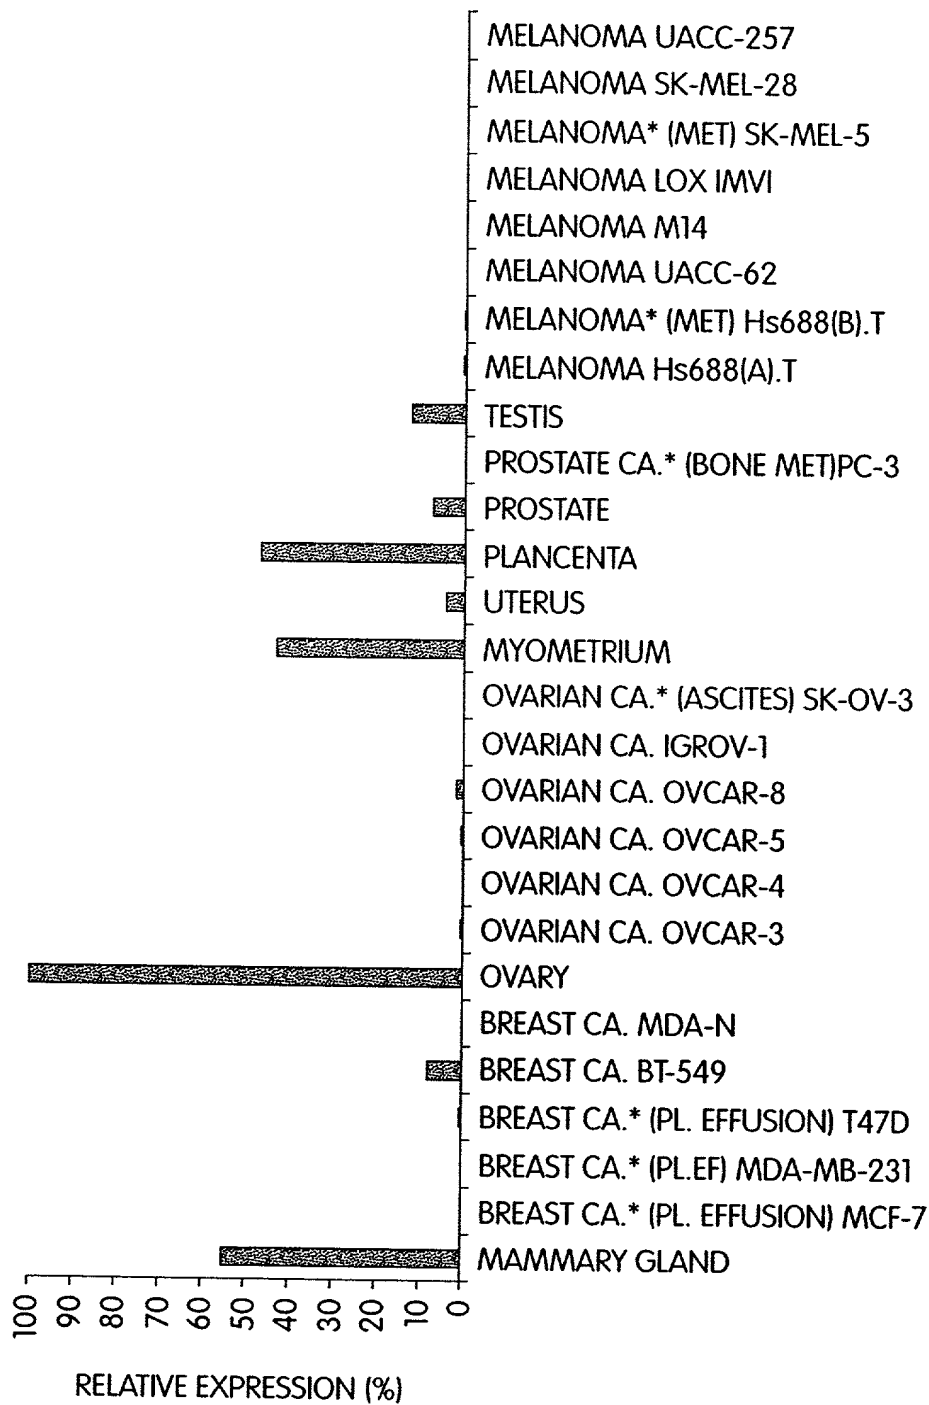 MELANOMA UACC-257
MELANOMA SK-MEL-28
MELANOMA* (MET) SK-MEL-5
MELANOMA LOX IMVI
MELANOMA M14
MELANOMA UACC-62
MELANOMA* (MET) Hs688(B).T
MELANOMA Hs688(A).T
TESTIS
PROSTATE CA.* (BONE MET)PC-3
PROSTATE
PLANCENTA
UTERUS
MYOMETRIUM
OVARIAN CA.* (ASCITES) SK-OV-3
OVARIAN CA. IGROV-1
OVARIAN CA. OVCAR-8
OVARIAN CA. OVCAR-5
OVARIAN CA. OVCAR-4
OVARIAN CA. OVCAR-3
OVARY
BREAST CA. MDA-N
BREAST CA. BT-549
BREAST CA.* (PL. EFFUSION) T47D
BREAST CA.* (PL.EF) MDA-MB-231
BREAST CA.* (PL. EFFUSION) MCF-7
MAMMARY GLAND
100 90 80 70 60 50 40 30 20 10 0
RELATIVE EXPRESSION (%)